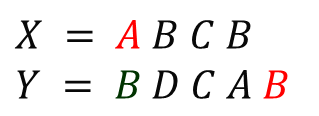 X = A B C B
Y = B D C A B